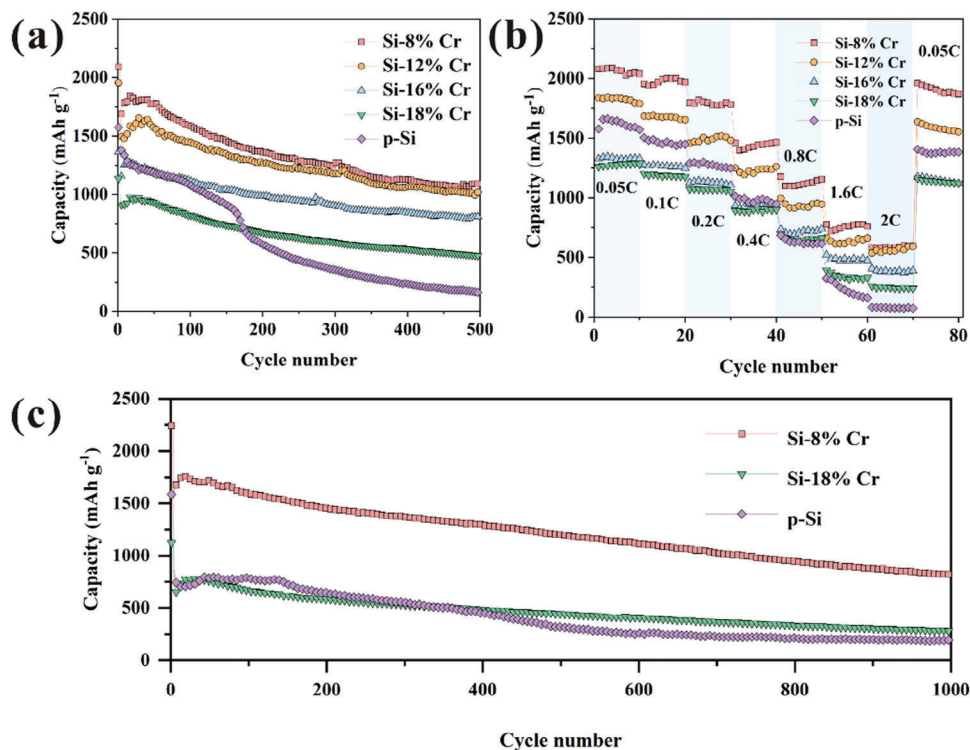 (a)
Si-8% Cr
Si-12% Cr
Si-16% Cr
Si-18% Cr
p-Si
Capacity (mAh g⁻¹)
2500
2000
1500
1000
500
0
0 100 200 300 400 500
Cycle number
(b)
Si-8% Cr
Si-12% Cr
Si-16% Cr
Si-18% Cr
p-Si
0.05C
0.1C
0.2C
0.4C
0.8C
1.6C
2C
0.05C
Capacity (mAh g⁻¹)
2500
2000
1500
1000
500
0
0 10 20 30 40 50 60 70 80
Cycle number
(c)
Si-8% Cr
Si-18% Cr
p-Si
Capacity (mAh g⁻¹)
2500
2000
1500
1000
500
0
0 200 400 600 800 1000
Cycle number